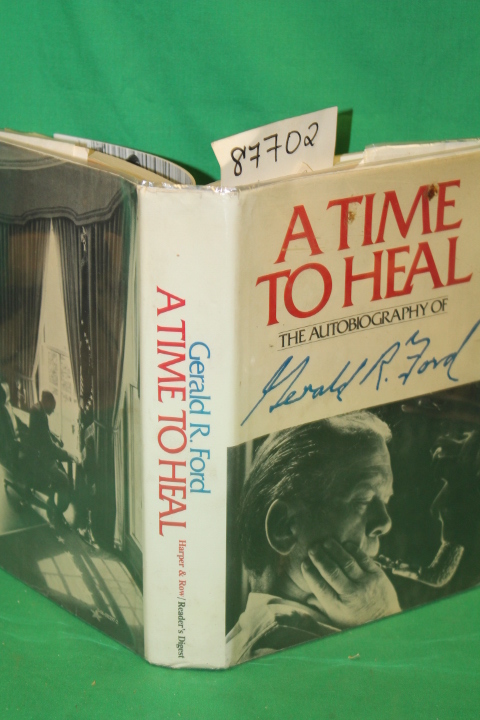 87702
A TIME
TO HEAL
THE AUTOBIOGRAPHY OF
Gerald R. Ford
Gerald R. Ford
A TIME TO HEAL
Harper & Row/Reader's Digest